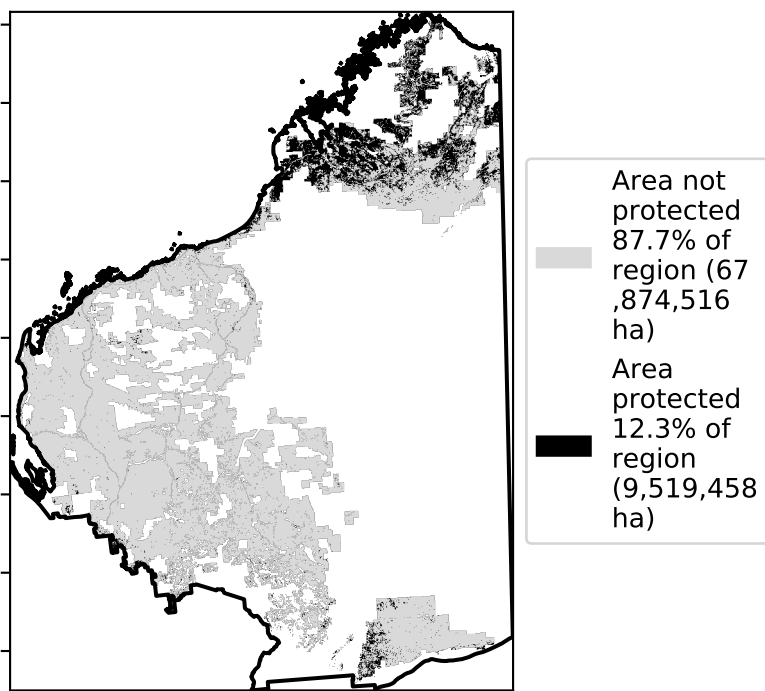 Area not
protected
87.7% of
region (67
,874,516
ha)
Area
protected
12.3% of
region
(9,519,458
ha)